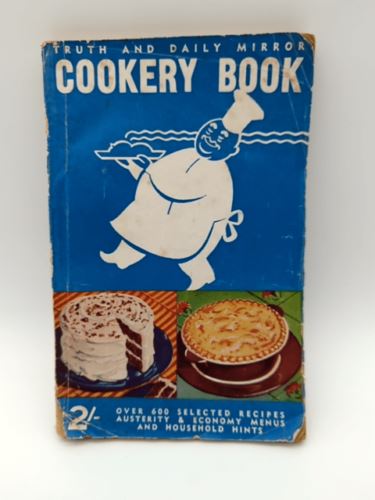 TRUTH AND DAILY MIRROR
COOKERY BOOK
2/-
OVER 600 SELECTED RECIPES
AUSTERITY & ECONOMY MENUS
AND HOUSEHOLD HINTS